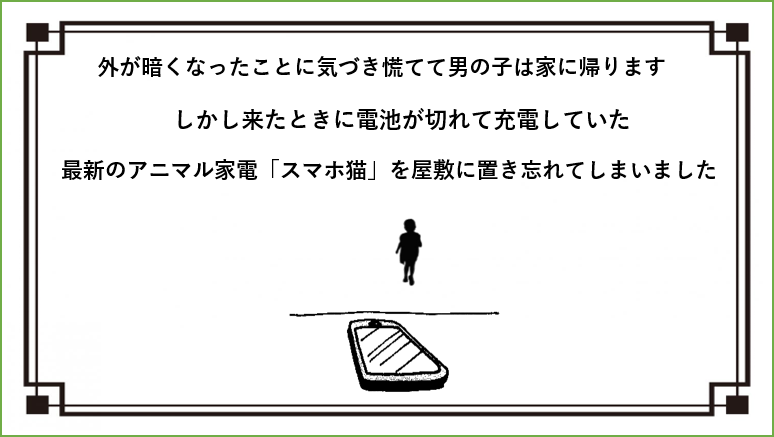 外が暗くなったことに気づき慌てて男の子は家に帰ります
しかし来たときに電池が切れて充電していた
最新のアニマル家電「スマホ猫」を屋敷に置き忘れてしまいました